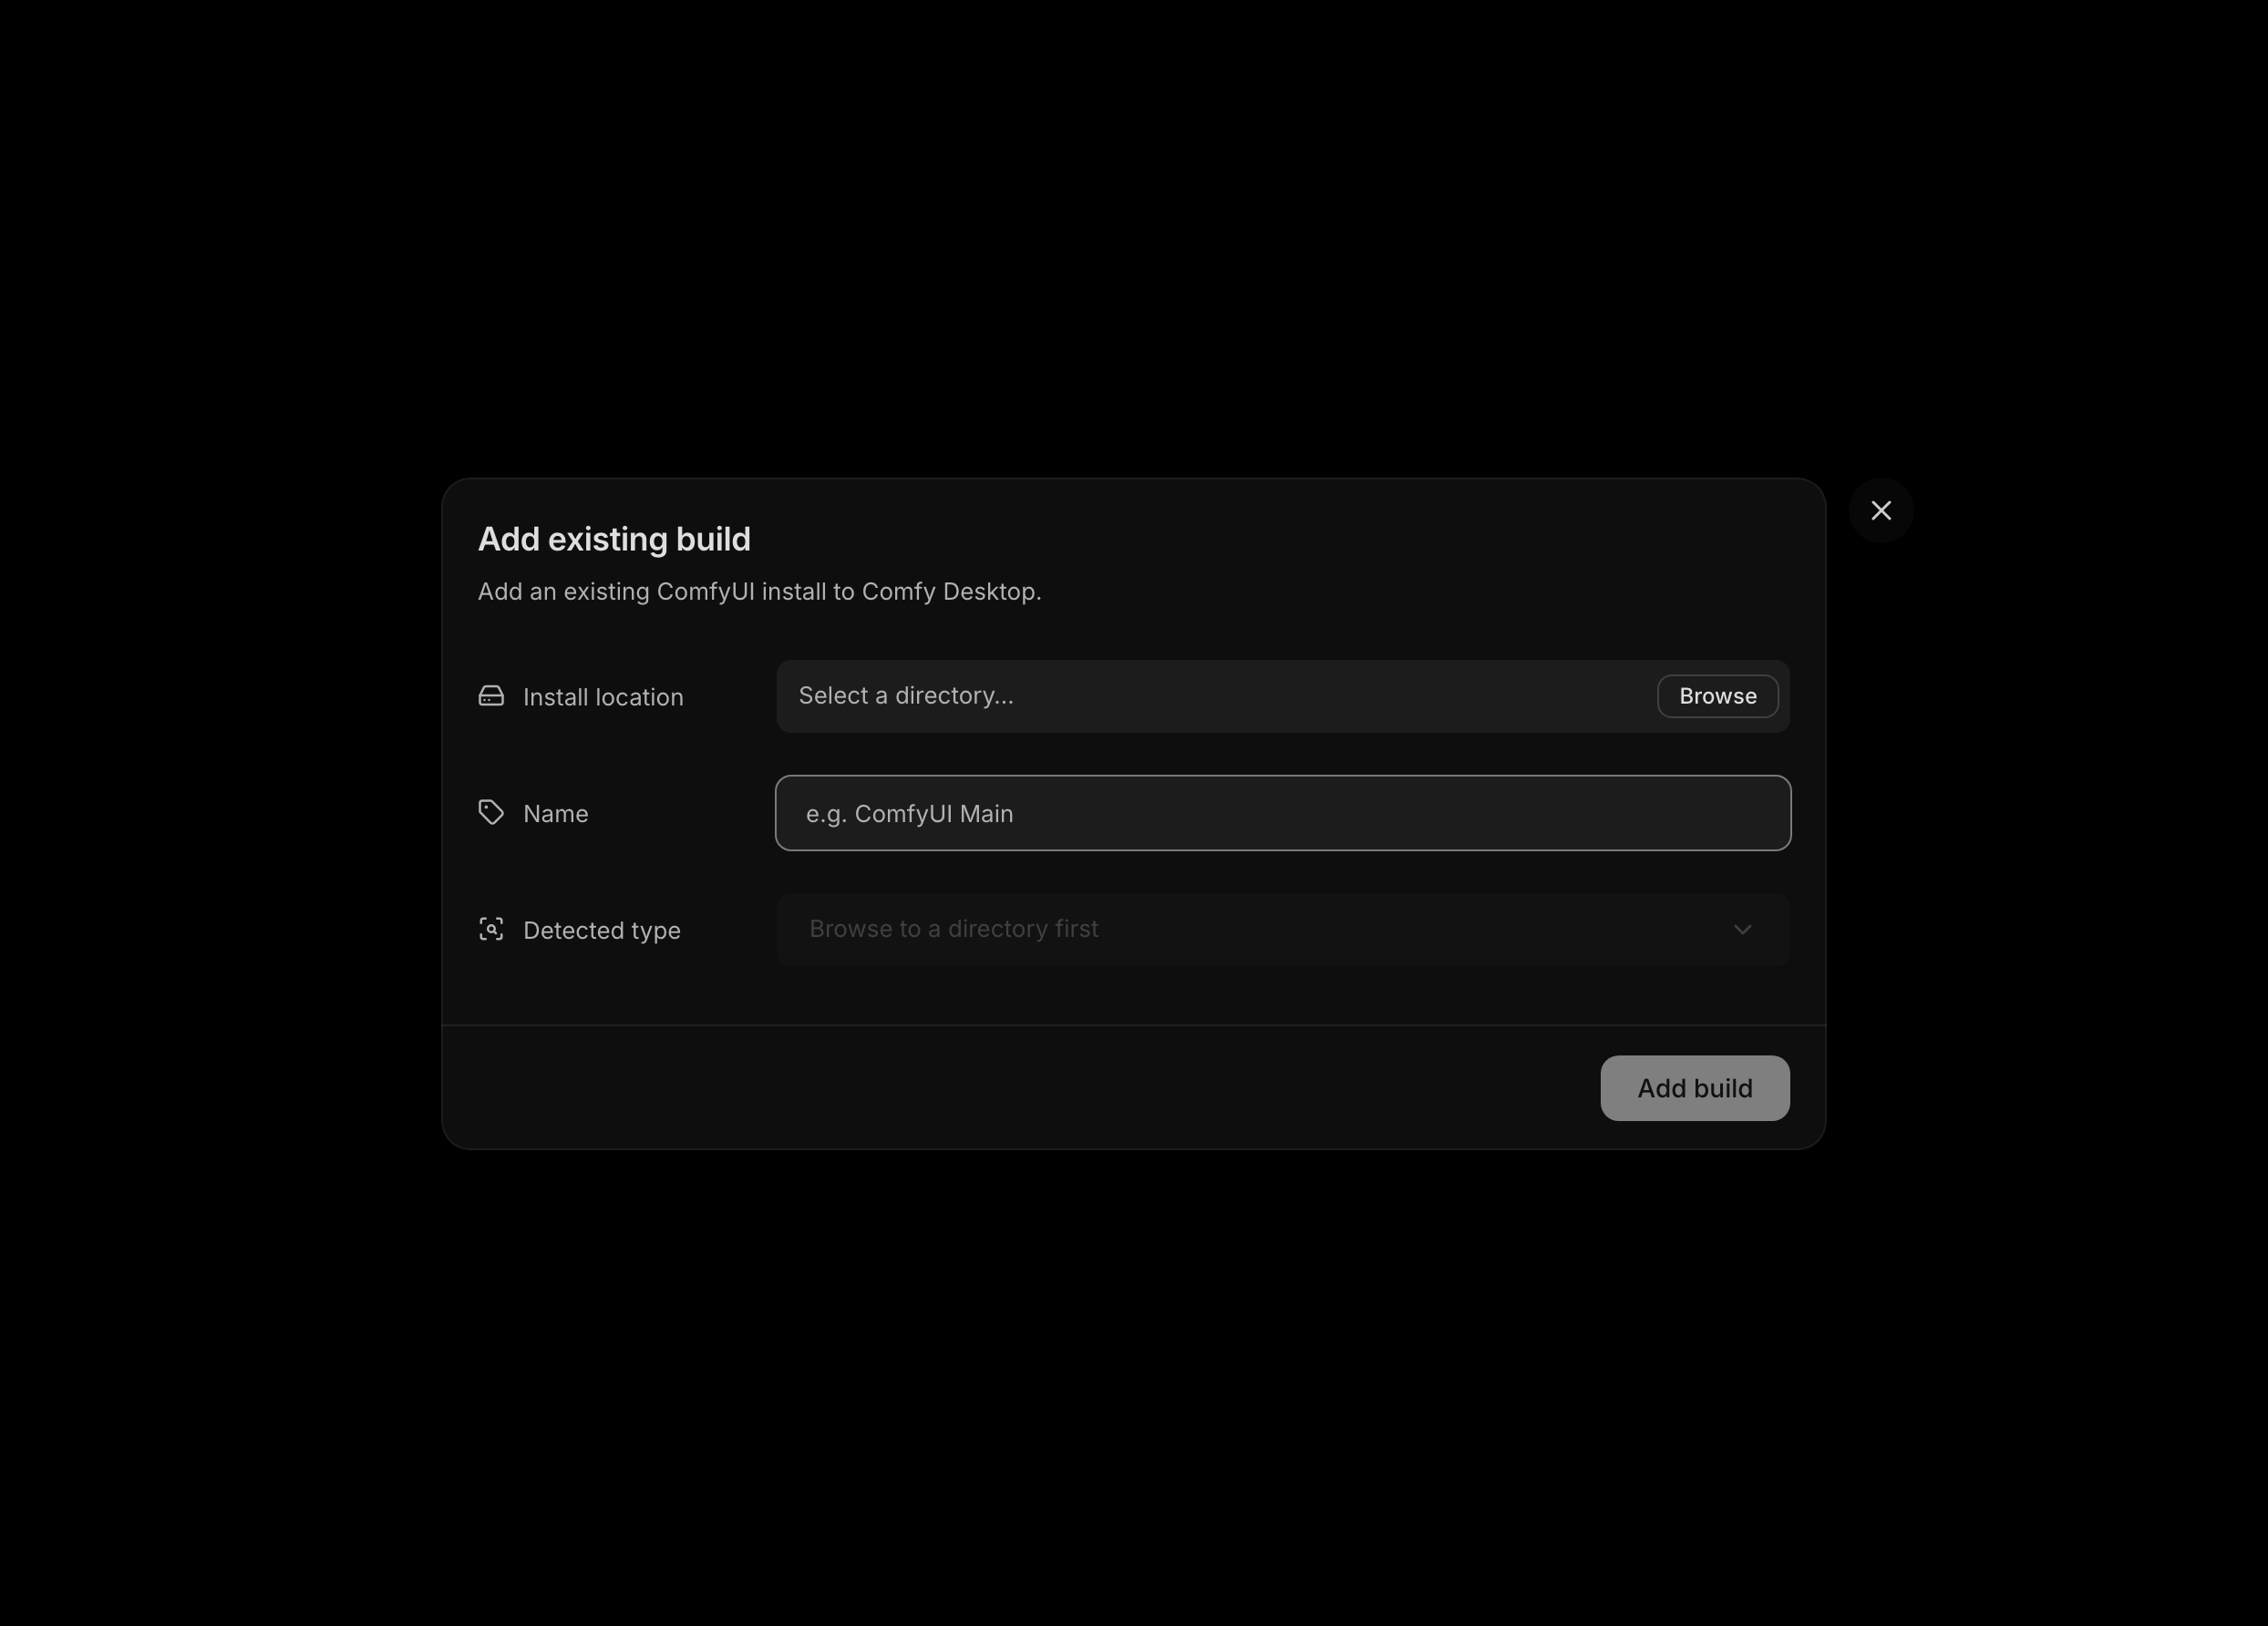 Add existing build
Add an existing ComfyUI install to Comfy Desktop.
Install location
Select a directory...
Browse
Name
e.g. ComfyUI Main
Detected type
Browse to a directory first
Add build